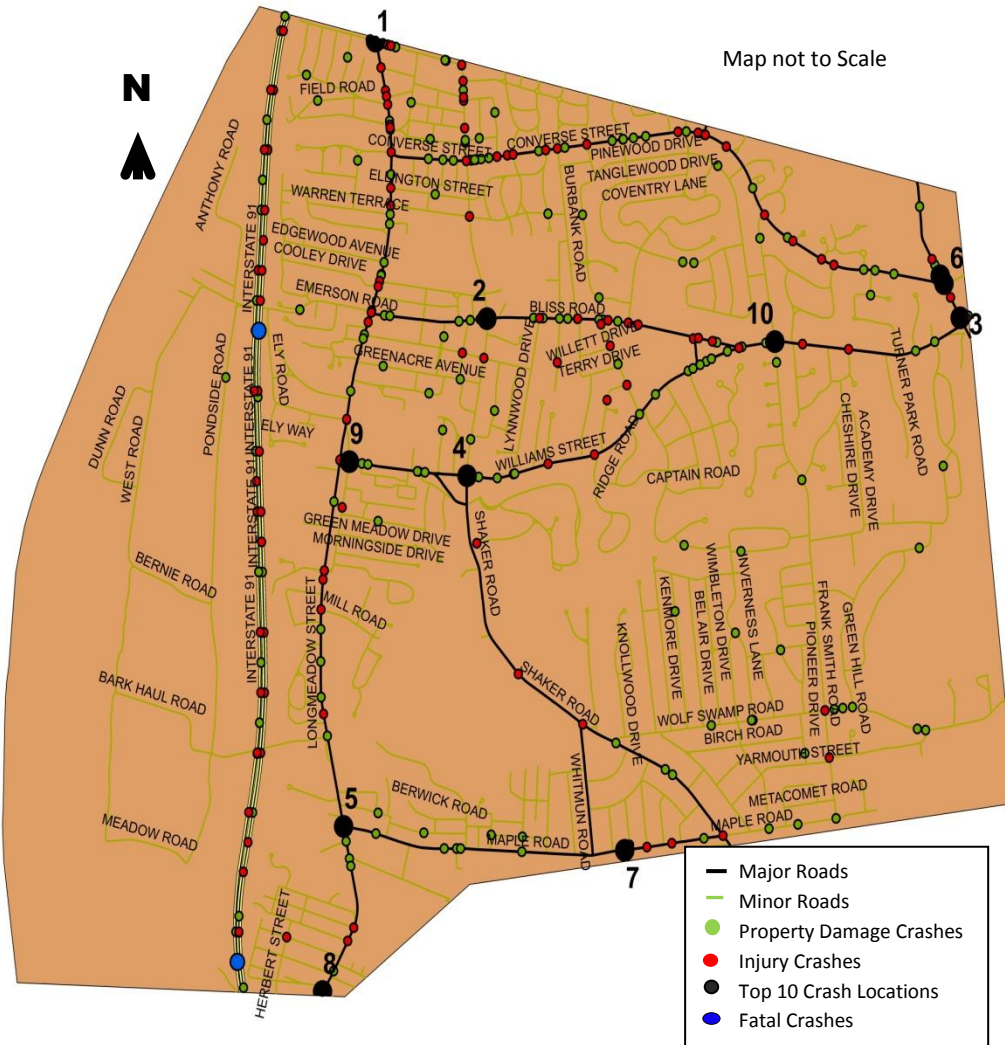 1
Map not to Scale
N
FIELD ROAD
CONVERSE STREET
CONVERSE STREET
PINEWOOD DRIVE
TANGLEWOOD DRIVE
COVENTRY LANE
ELLINGTON STREET
WARREN TERRACE
BURBANK ROAD
ANTHONY ROAD
INTERSTATE 91
EDGEWOOD AVENUE
COOLEY DRIVE
EMERSON ROAD
2
BLISS ROAD
10
6
3
WILLETT DRIVE
TERRY DRIVE
GREENACRE AVENUE
LYNNWOOD DRIVE
ELY ROAD
PONDSIDE ROAD
INTERSTATE 91
INTERSTATE 91
INTERSTATE 91
DUNN ROAD
WEST ROAD
ELY WAY
9
4
WILLIAMS STREET
RIDGE ROAD
CAPTAIN ROAD
TURNER PARK ROAD
ACADEMY DRIVE
CHESHIRE DRIVE
GREEN MEADOW DRIVE
MORNINGSIDE DRIVE
SHAKER ROAD
BERNIE ROAD
MILL ROAD
LONGMEADOW STREET
INTERSTATE 91
KNOLLWOOD DRIVE
KENMORE DRIVE
BEL AIR DRIVE
WIMBLETON DRIVE
INVERNESS LANE
PIONEER DRIVE
FRANK SMITH ROAD
GREEN HILL ROAD
BARK HAUL ROAD
SHAKER ROAD
WOLF SWAMP ROAD
BIRCH ROAD
YARMOUTH STREET
WHITMUN ROAD
METACOMET ROAD
MAPLE ROAD
5
BERWICK ROAD
MAPLE ROAD
MEADOW ROAD
7
HERBERT STREET
8
Major Roads
Minor Roads
Property Damage Crashes
Injury Crashes
Top 10 Crash Locations
Fatal Crashes